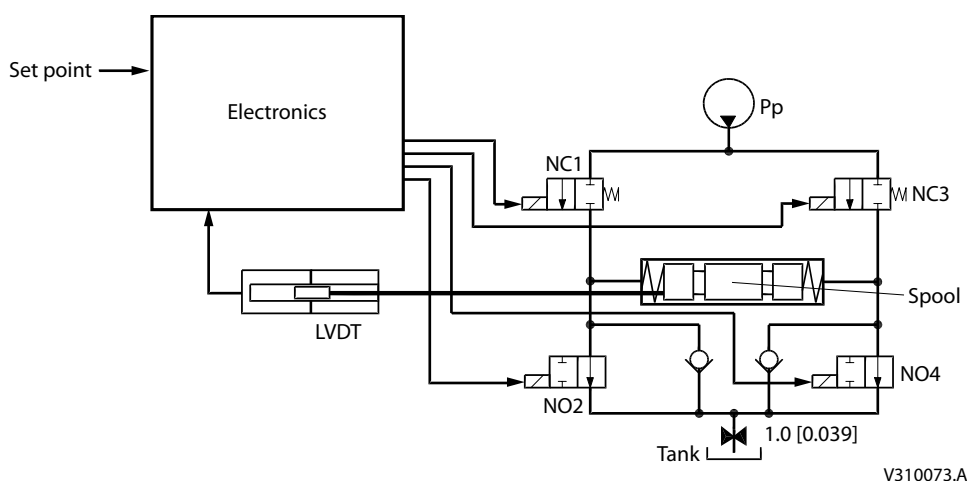 Set point
Electronics
Pp
NC1
NC3
Spool
LVDT
NO2
NO4
1.0 [0.039]
Tank
V310073.A